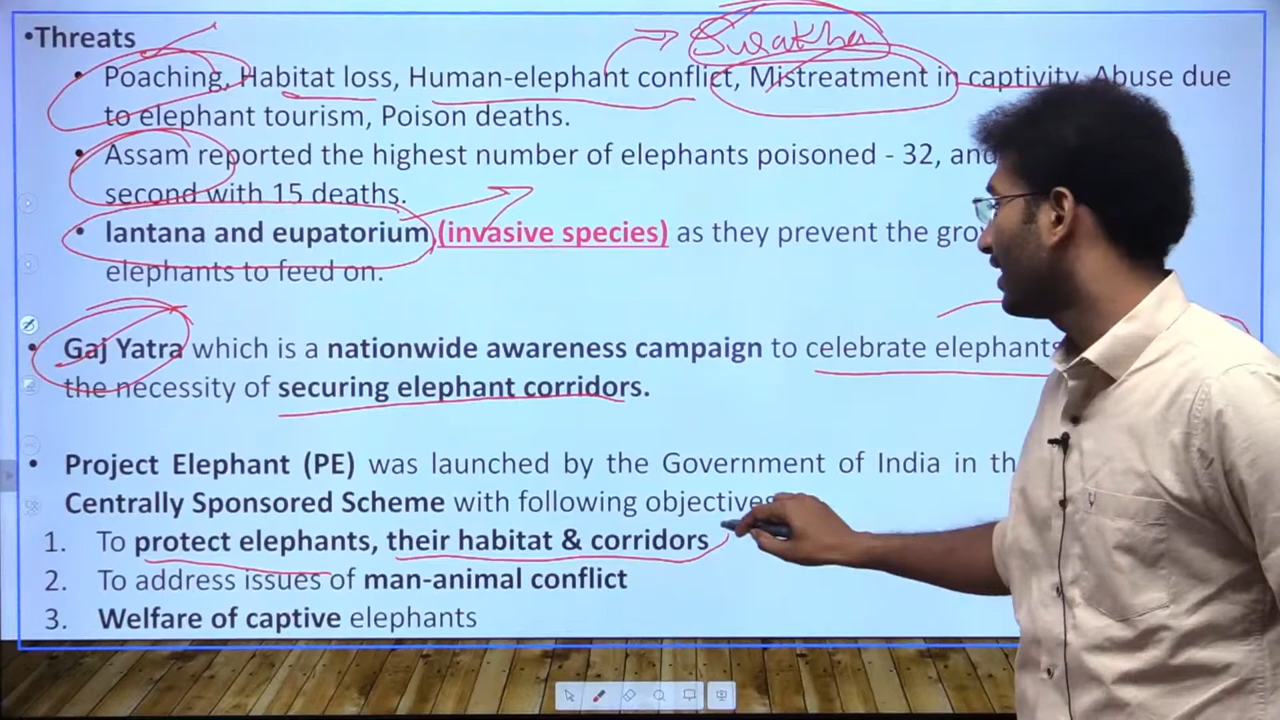 •Threats
Surakha
• Poaching, Habitat loss, Human-elephant conflict, Mistreatment in captivity, Abuse due
to elephant tourism, Poison deaths.
• Assam reported the highest number of elephants poisoned - 32, and
second with 15 deaths.
• lantana and eupatorium (invasive species) as they prevent the
elephants to feed on.
• Gaj Yatra which is a nationwide awareness campaign to celebrate elephants
the necessity of securing elephant corridors.
• Project Elephant (PE) was launched by the Government of India in
Centrally Sponsored Scheme with following
1. To protect elephants, their habitat & corridors
2. To address issues of man-animal conflict
3. Welfare of captive elephants